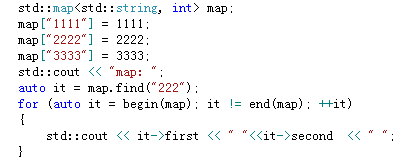 std::map<std::string, int> map;
map["1111"] = 1111;
map["2222"] = 2222;
map["3333"] = 3333;
std::cout << "map: ";
auto it = map.find("222");
for (auto it = begin(map); it != end(map); ++it)
{
    std::cout << it->first << " "<<it->second  << " ";
}